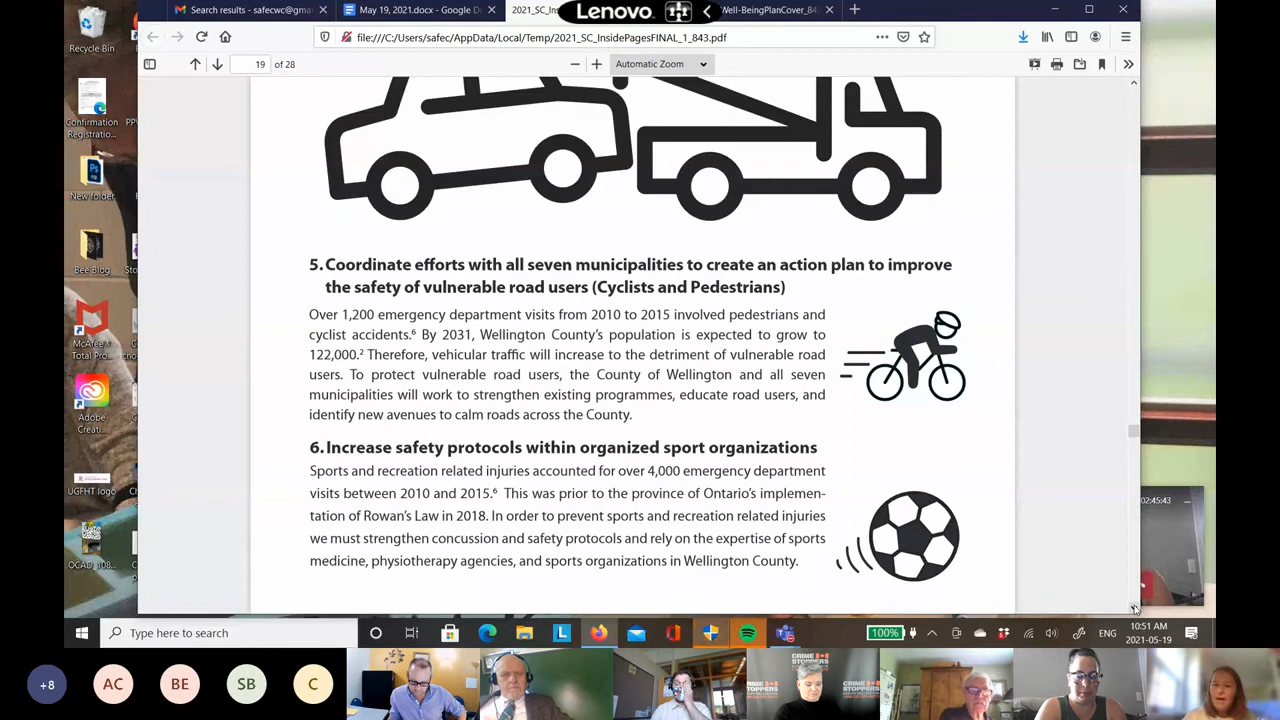 Search results - safecwc@gma
May 19, 2021.docx - Google D
2021_SC_Ins
Lenovo
Well-BeingPlanCover_84
file:///C:/Users/safec/AppData/Local/Temp/2021_SC_InsidePagesFINAL_1_843.pdf
19 of 28
Automatic Zoom
Recycle Bin
Confirmation
Registratio...
New folder
Bee Blog
McAfee®
Total Pro...
Adobe
Creati...
UGFHT logo
OCAD_108...
5. Coordinate efforts with all seven municipalities to create an action plan to improve
the safety of vulnerable road users (Cyclists and Pedestrians)
Over 1,200 emergency department visits from 2010 to 2015 involved pedestrians and
cyclist accidents.⁶ By 2031, Wellington County's population is expected to grow to
122,000.² Therefore, vehicular traffic will increase to the detriment of vulnerable road
users. To protect vulnerable road users, the County of Wellington and all seven
municipalities will work to strengthen existing programmes, educate road users, and
identify new avenues to calm roads across the County.
6. Increase safety protocols within organized sport organizations
Sports and recreation related injuries accounted for over 4,000 emergency department
visits between 2010 and 2015.⁶ This was prior to the province of Ontario's implemen-
tation of Rowan's Law in 2018. In order to prevent sports and recreation related injuries
we must strengthen concussion and safety protocols and rely on the expertise of sports
medicine, physiotherapy agencies, and sports organizations in Wellington County.
02:45:43
Type here to search
100%
ENG
10:51 AM
2021-05-19
+8
AC
BE
SB
C
CRIME
STOPPERS
CRIME
STOPPERS